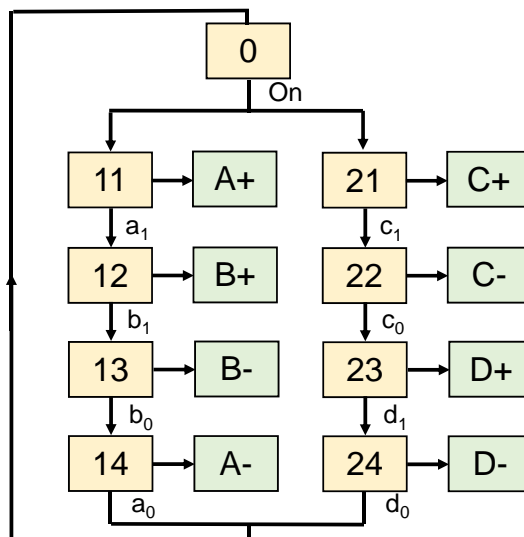 0
On
11 A+ 21 C+
a₁ c₁
12 B+ 22 C-
b₁ c₀
13 B- 23 D+
b₀ d₁
14 A- 24 D-
a₀ d₀